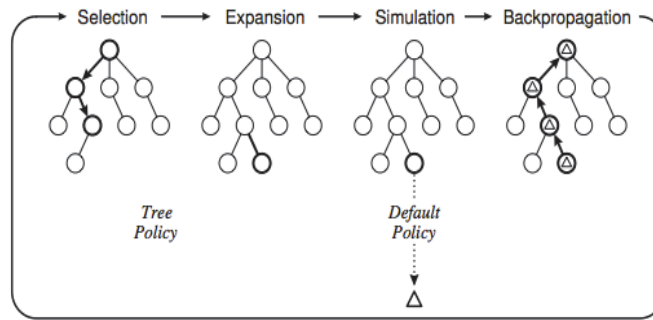 Selection
Expansion
Simulation
Backpropagation
Tree
Policy
Default
Policy